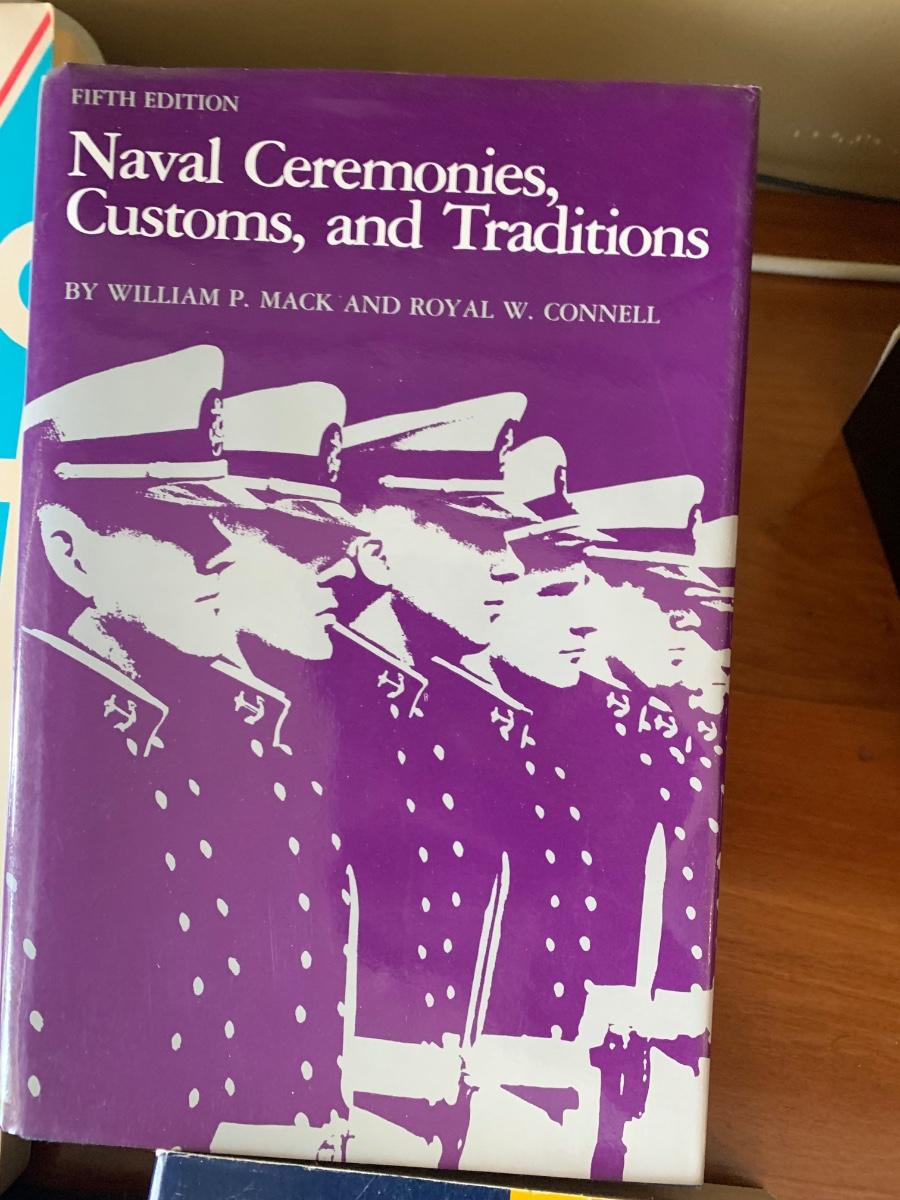 FIFTH EDITION
Naval Ceremonies,
Customs, and Traditions
BY WILLIAM P. MACK AND ROYAL W. CONNELL